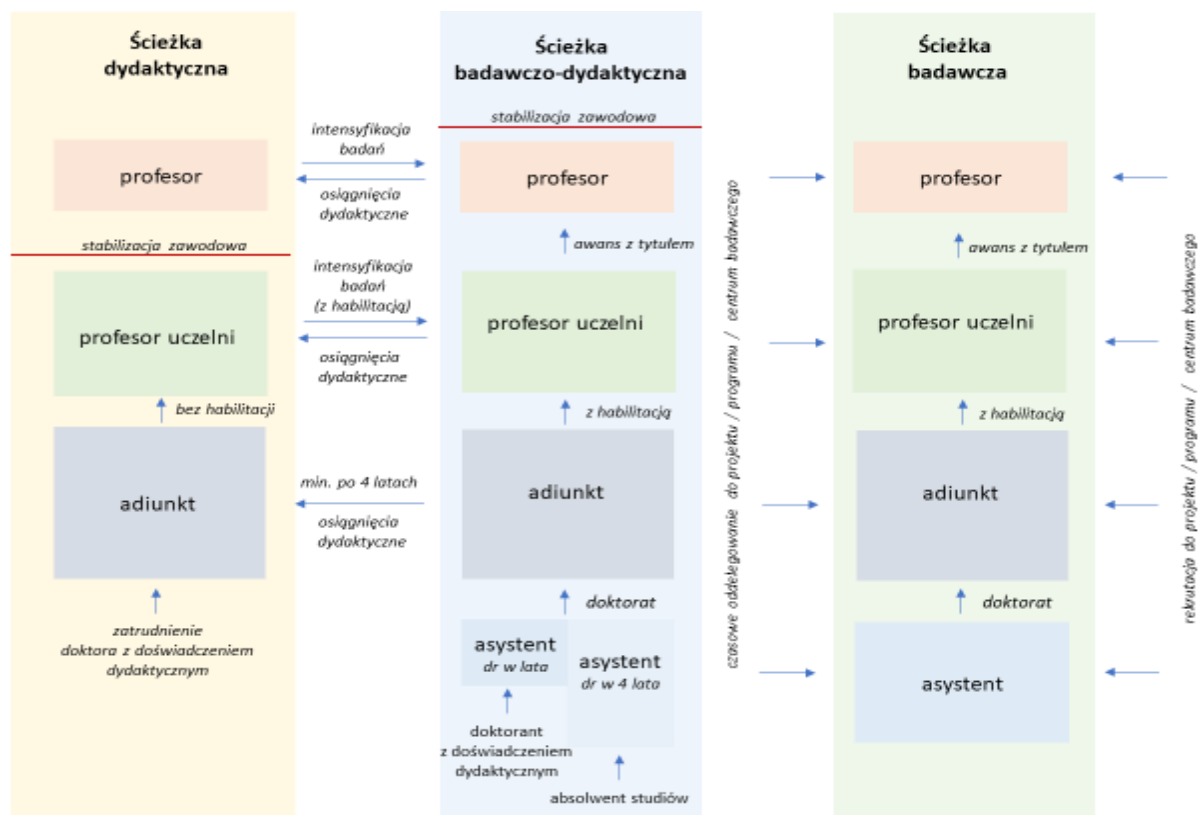 Ścieżka
dydaktyczna
profesor
stabilizacja zawodowa
profesor uczelni
bez habilitacji
adiunkt
zatrudnienie
doktora z doświadczeniem
dydaktycznym
intensyfikacja
badań
osiągnięcia
dydaktyczne
intensyfikacja
badań
(z habilitacją)
osiągnięcia
dydaktyczne
min. po 4 latach
osiągnięcia
dydaktyczne
Ścieżka
badawczo-dydaktyczna
stabilizacja zawodowa
profesor
awans z tytułem
profesor uczelni
z habilitacją
adiunkt
doktorat
asystent
dr w lata
asystent
dr w 4 lata
doktorant
z doświadczeniem
dydaktycznym
absolwent studiów
czasowe oddelegowanie do projektu / programu / centrum badawczego
Ścieżka
badawcza
profesor
awans z tytułem
profesor uczelni
z habilitacją
adiunkt
doktorat
asystent
rekrutacja do projektu / programu / centrum badawczego